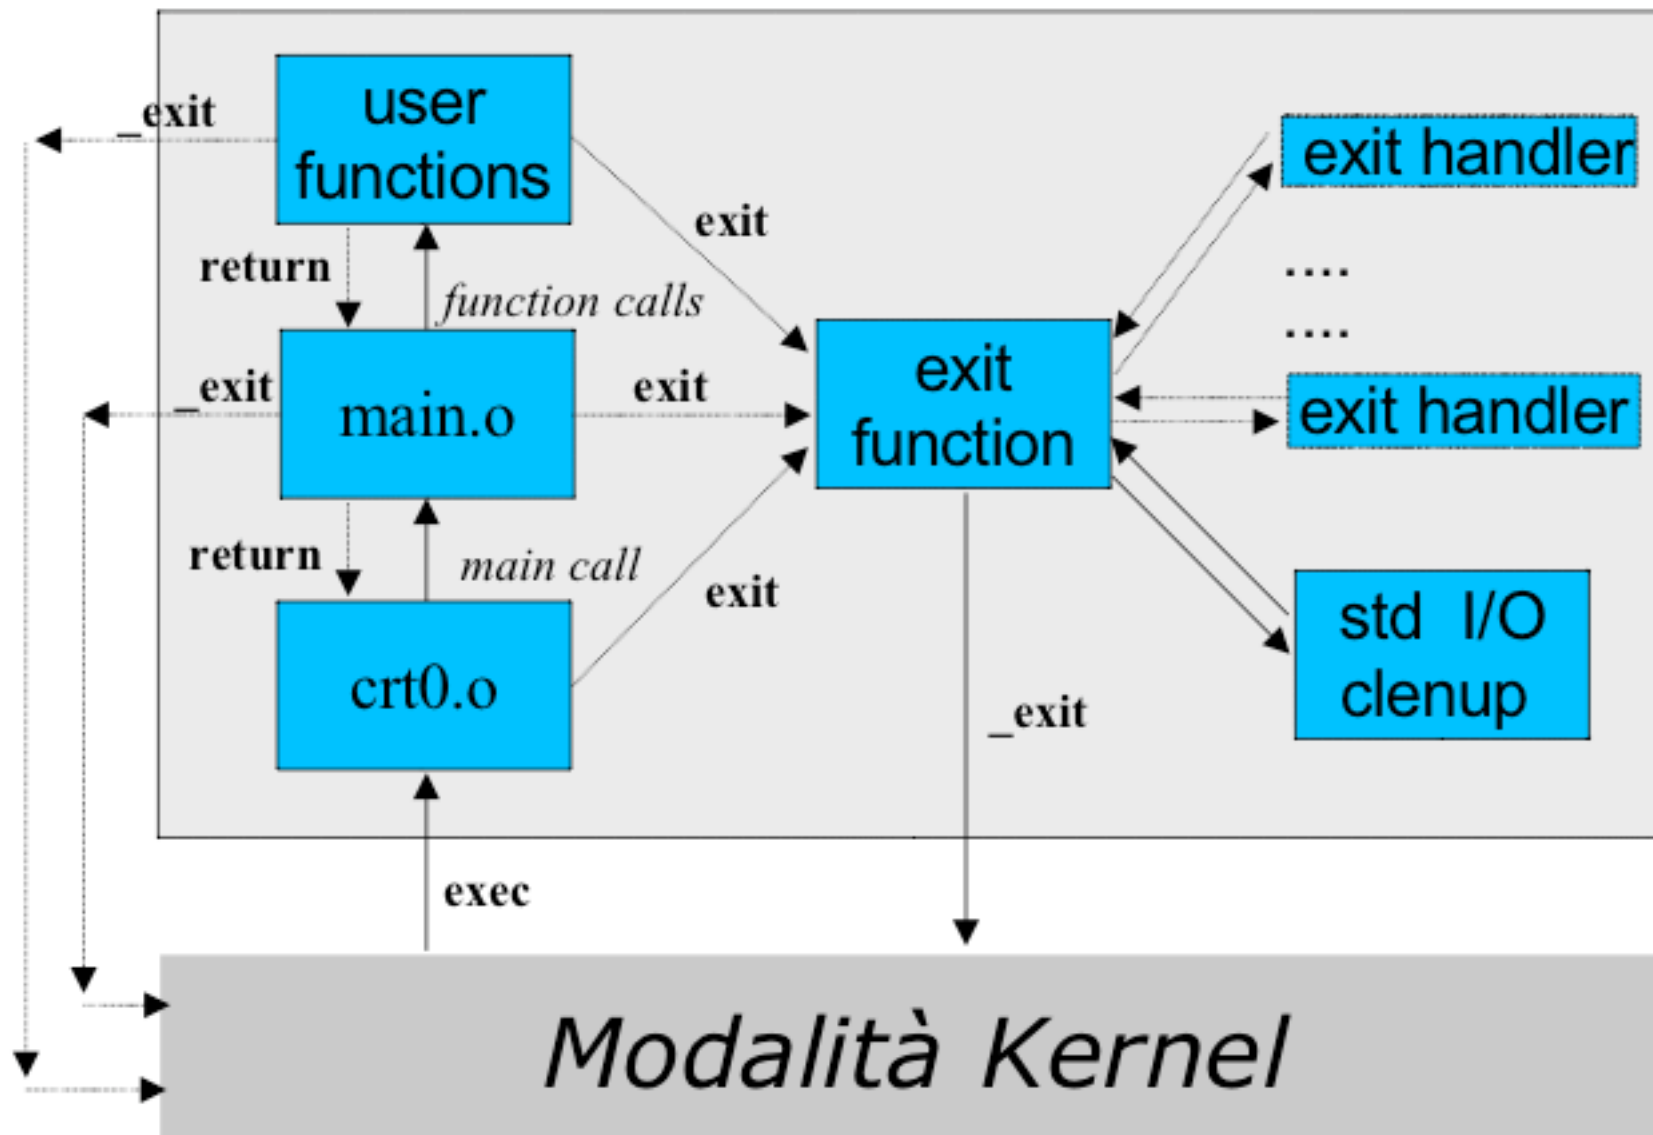 _exit
user
functions
exit handler
exit
return
function calls
....
....
_exit
main.o
exit
exit
function
exit handler
return
main call
exit
crt0.o
std I/O
clenup
_exit
exec
Modalità Kernel